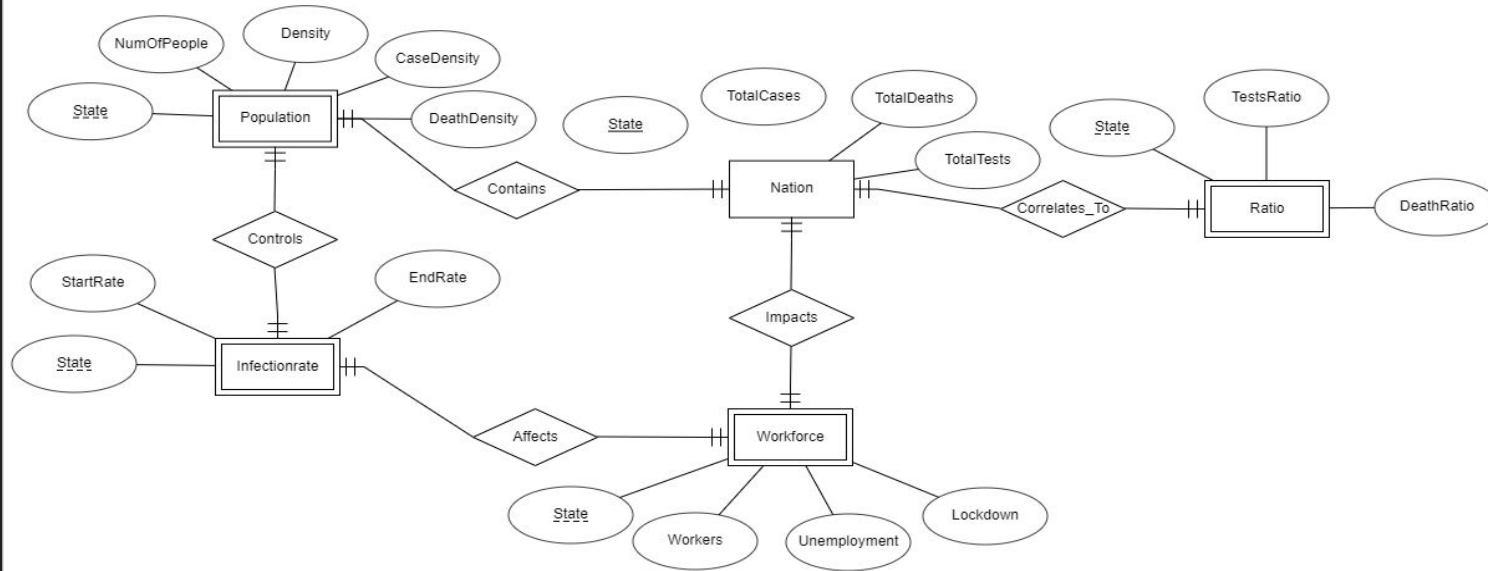 NumOfPeople
Density
CaseDensity
State
Population
DeathDensity
State
TotalCases
TotalDeaths
TotalTests
Contains
Nation
State
TestsRatio
Correlates_To
Ratio
DeathRatio
Controls
StartRate
EndRate
State
Infectionrate
Impacts
Affects
Workforce
State
Workers
Unemployment
Lockdown